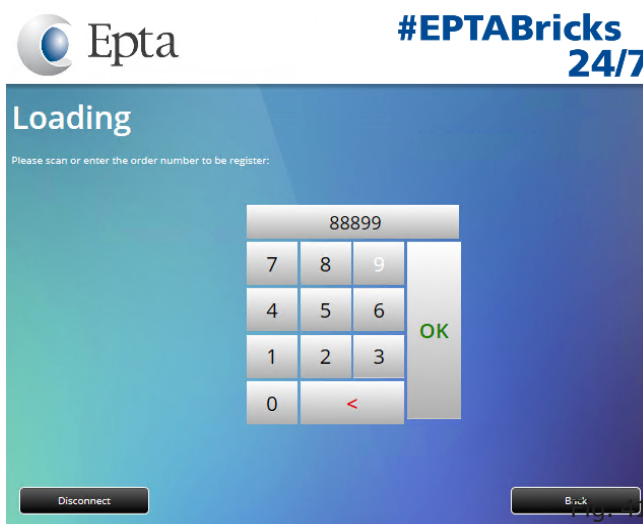 Epta
#EPTABricks
24/7
Loading
Please scan or enter the order number to be register:
88899
7 8 9
4 5 6
OK
1 2 3
0 <
Disconnect
Back